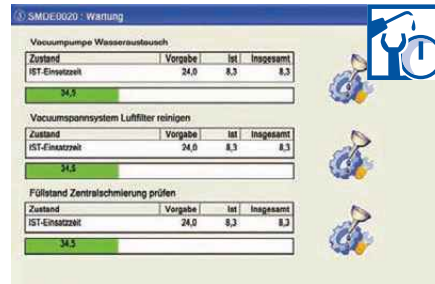 SMDE0020 : Wartung
Vacuumpumpe Wasseraustausch
Zustand Vorgabe Ist Insgesamt
IST-Einsatzzeit 24,0 8,3 8,3
34,5
Vacuumspannsystem Luftfilter reinigen
Zustand Vorgabe Ist Insgesamt
IST-Einsatzzeit 24,0 8,3 8,3
34,5
Füllstand Zentralschmierung prüfen
Zustand Vorgabe Ist Insgesamt
IST-Einsatzzeit 24,0 8,3 8,3
34,5